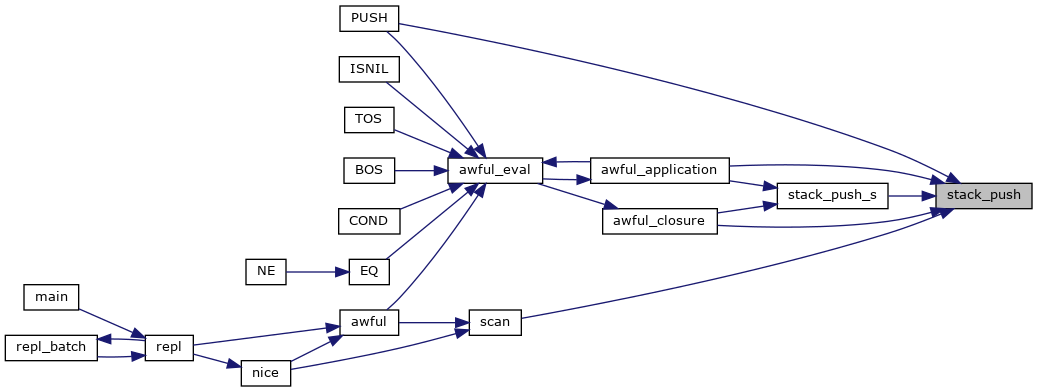 PUSH
ISNIL
TOS
BOS
awful_eval
awful_application
stack_push_s
stack_push
COND
awful_closure
NE
EQ
main
awful
scan
repl_batch
repl
nice